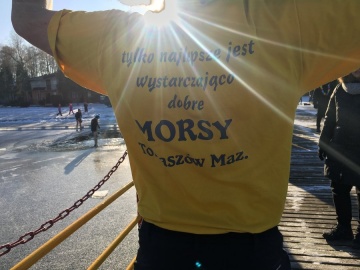 tylko najlepsze jest
wystarczająco
dobre
MORSY
Tomaszów Maz.